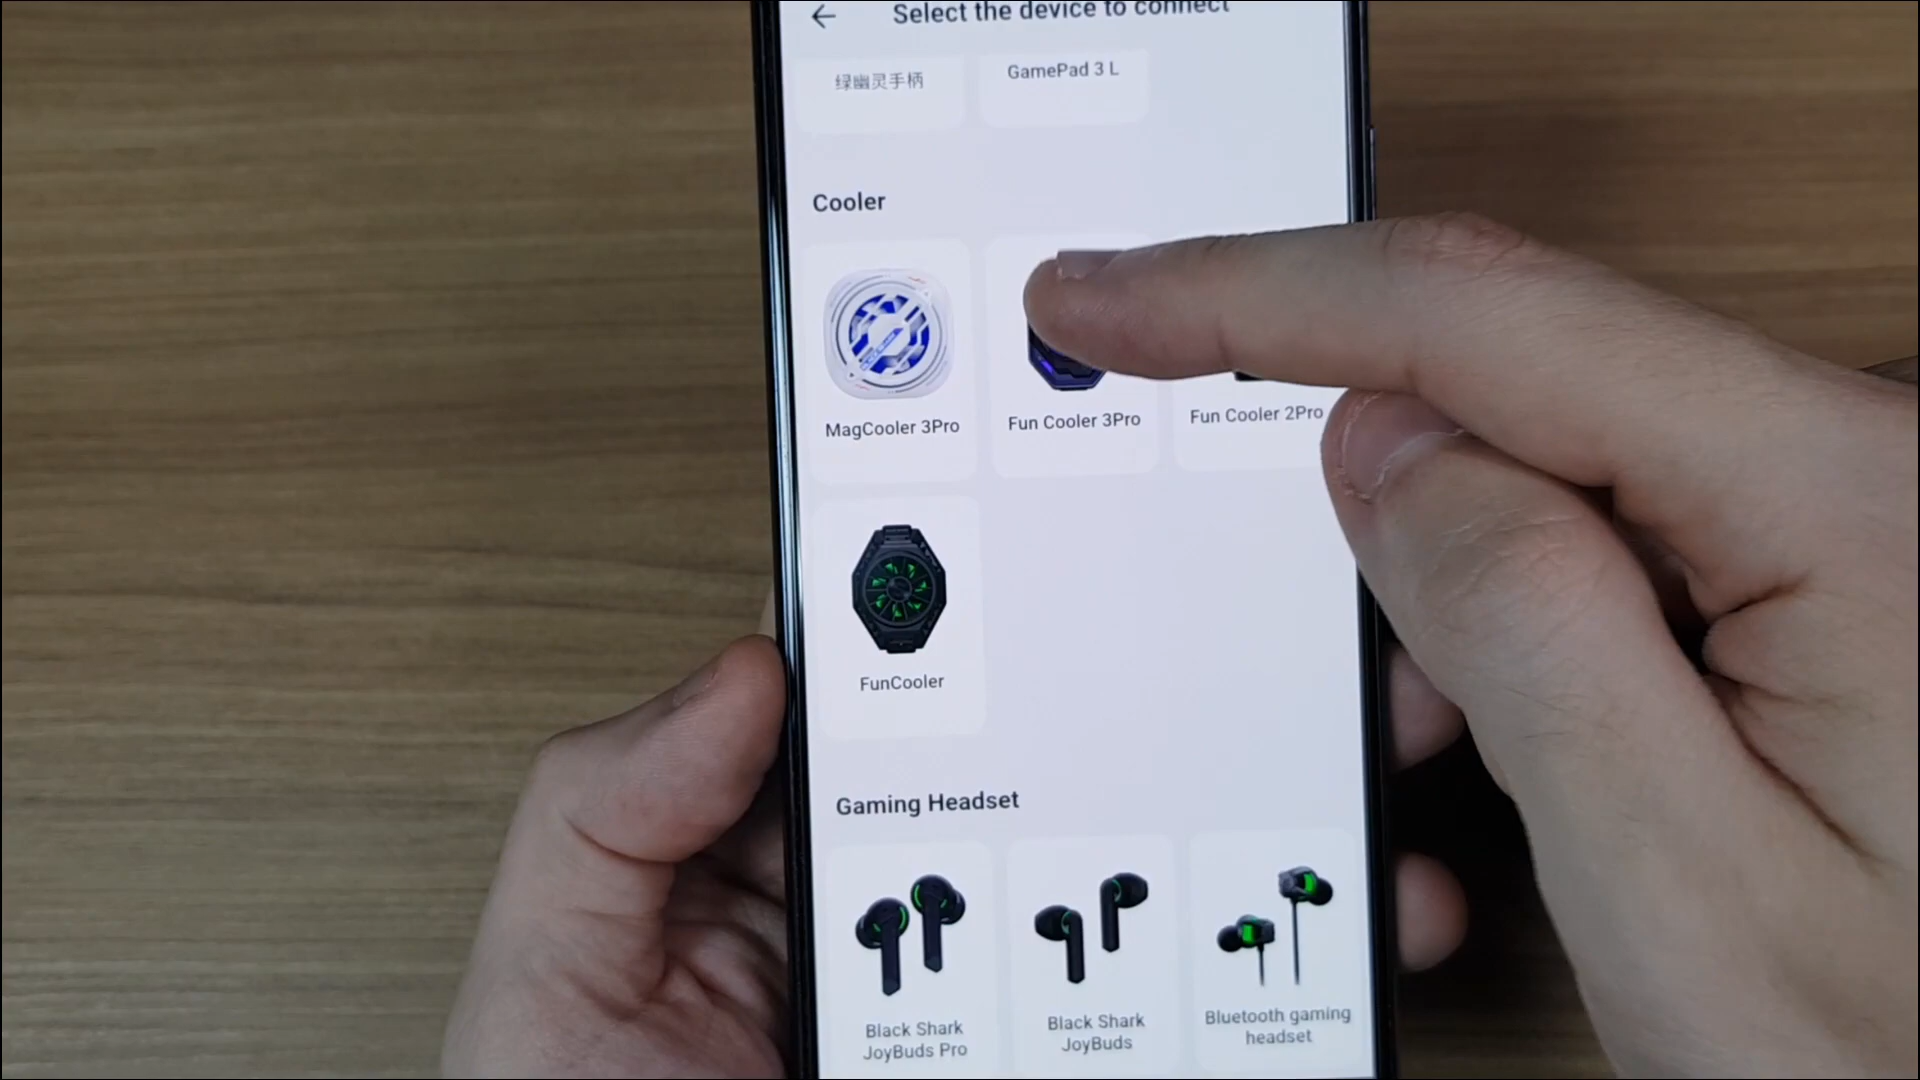 Select the device to connect
绿幽灵手柄
GamePad 3 L
Cooler
MagCooler 3Pro
Fun Cooler 3Pro
Fun Cooler 2Pro
FunCooler
Gaming Headset
Black Shark
JoyBuds Pro
Black Shark
JoyBuds
Bluetooth gaming
headset